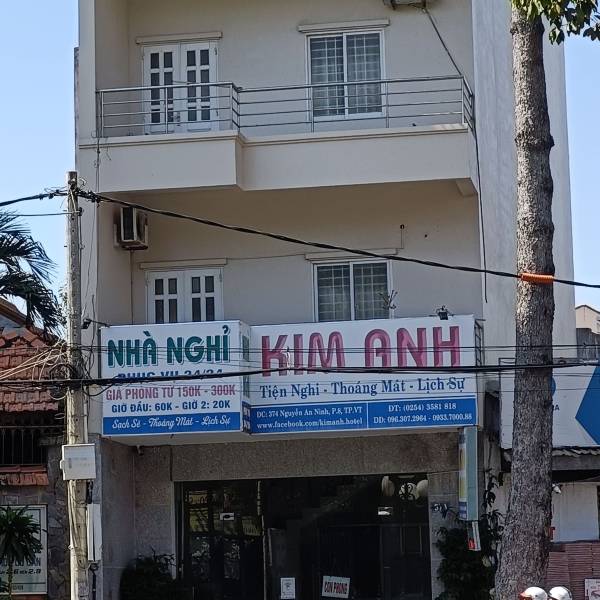 NHÀ NGHỈ
PHỤC VỤ 24/24
GIÁ PHÒNG TỪ 150K - 300K
GIỜ ĐẦU: 60K - GIỜ 2: 20K
Sạch Sẽ - Thoáng Mát - Lịch Sự
KIM ANH
Tiện Nghi - Thoáng Mát - Lịch Sự
ĐC: 374 Nguyễn An Ninh, P.8, TP.VT
www.facebook.com/kimanh.hotel
ĐT: (0254) 3581 818
DĐ: 096.307.2964 - 0933.7000.88
CÒN PHÒNG